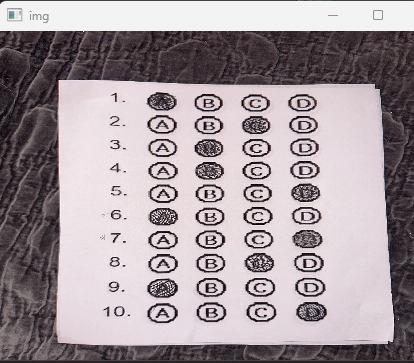 img
1. B C D
2. A B D
3. A C D
4. A C D
5. A B C
6. B C D
7. A B C
8. A B D
9. B C D
10. A B C